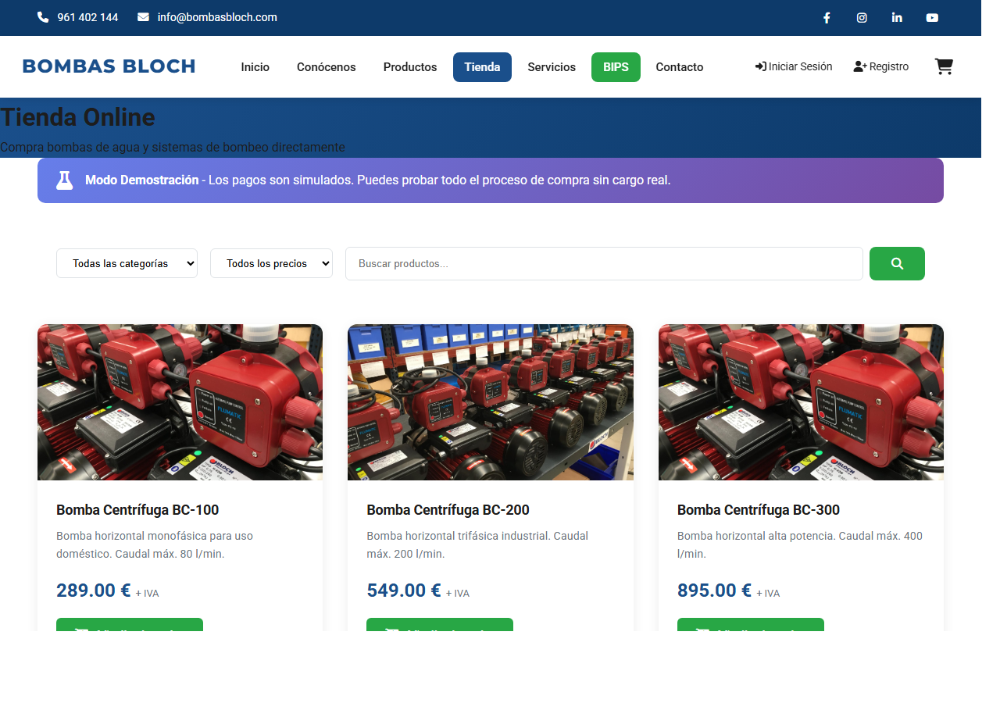 961 402 144 info@bombasbloch.com
BOMBAS BLOCH Inicio Conócenos Productos Tienda Servicios BIPS Contacto Iniciar Sesión Registro
Tienda Online
Compra bombas de agua y sistemas de bombeo directamente
Modo Demostración - Los pagos son simulados. Puedes probar todo el proceso de compra sin cargo real.
Todas las categorías Todos los precios Buscar productos...
FLUMATIC
BLOCH
BLOCH
FLUMATIC
BLOCH
Bomba Centrífuga BC-100
Bomba horizontal monofásica para uso
doméstico. Caudal máx. 80 l/min.
289.00 € + IVA
Bomba Centrífuga BC-200
Bomba horizontal trifásica industrial. Caudal
máx. 200 l/min.
549.00 € + IVA
Bomba Centrífuga BC-300
Bomba horizontal alta potencia. Caudal máx. 400
l/min.
895.00 € + IVA